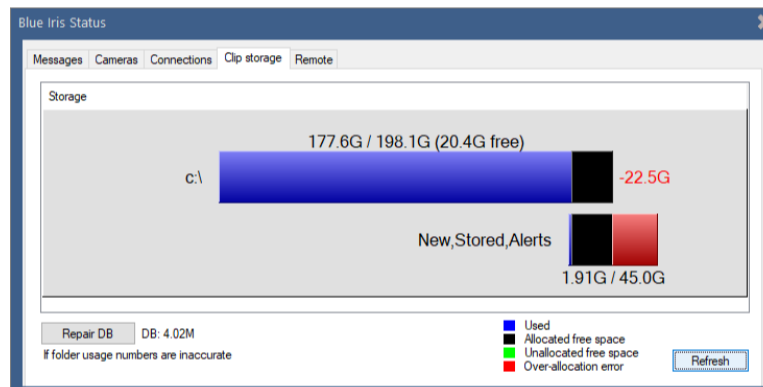 Blue Iris Status
Messages Cameras Connections Clip storage Remote
Storage
177.6G / 198.1G (20.4G free)
c:\ -22.5G
New,Stored,Alerts
1.91G / 45.0G
Repair DB DB: 4.02M
If folder usage numbers are inaccurate
Used
Allocated free space
Unallocated free space
Over-allocation error
Refresh